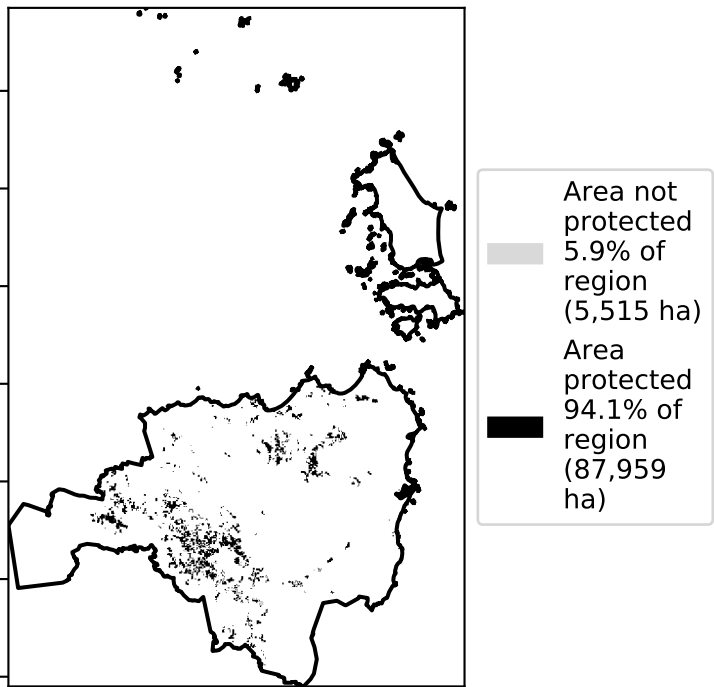 Area not
protected
5.9% of
region
(5,515 ha)
Area
protected
94.1% of
region
(87,959
ha)